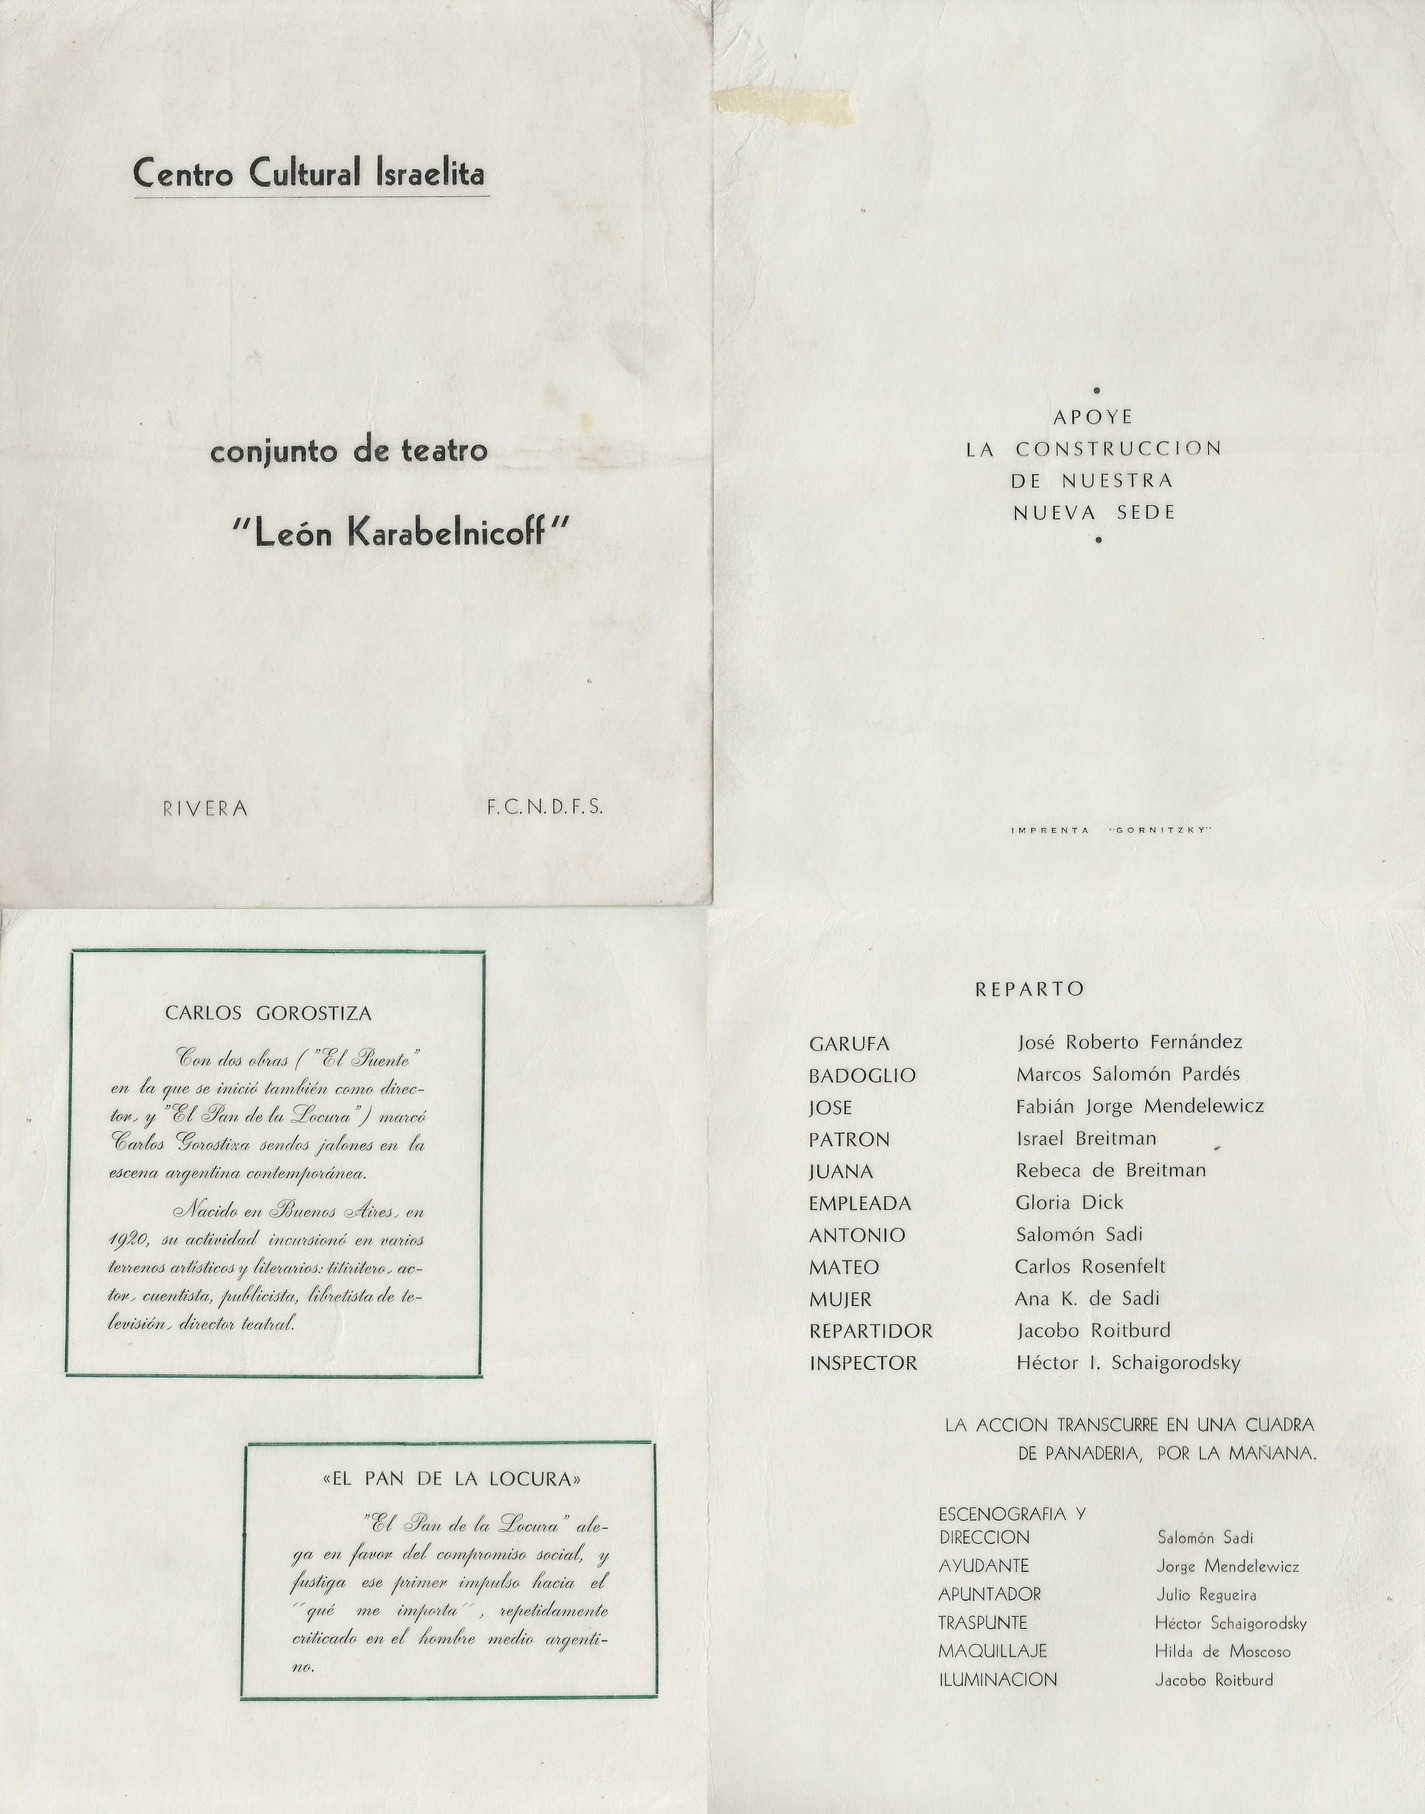 Centro Cultural Israelita
conjunto de teatro
"León Karabelnicoff"
RIVERA F.C.N.D.F.S.
•
APOYE
LA CONSTRUCCION
DE NUESTRA
NUEVA SEDE
•
IMPRENTA "GORNITZKY"
CARLOS GOROSTIZA
Con dos obras ("El Puente"
en la que se inició también como direc-
tor, y "El Pan de la Locura") marcó
Carlos Gorostiza sendos jalones en la
escena argentina contemporánea.
Nacido en Buenos Aires, en
1920, su actividad incursionó en varios
terrenos artísticos y literarios: titiritero, ac-
tor, cuentista, publicista, libretista de te-
levisión, director teatral.
«EL PAN DE LA LOCURA»
"El Pan de la Locura" ale-
ga en favor del compromiso social, y
fustiga ese primer impulso hacia el
"qué me importa", repetidamente
criticado en el hombre medio argenti-
no.
REPARTO
GARUFA José Roberto Fernández
BADOGLIO Marcos Salomón Pardés
JOSE Fabián Jorge Mendelewicz
PATRON Israel Breitman
JUANA Rebeca de Breitman
EMPLEADA Gloria Dick
ANTONIO Salomón Sadi
MATEO Carlos Rosenfelt
MUJER Ana K. de Sadi
REPARTIDOR Jacobo Roitburd
INSPECTOR Héctor I. Schaigorodsky
LA ACCION TRANSCURRE EN UNA CUADRA
DE PANADERIA, POR LA MAÑANA.
ESCENOGRAFIA Y
DIRECCION Salomón Sadi
AYUDANTE Jorge Mendelewicz
APUNTADOR Julio Regueira
TRASPUNTE Héctor Schaigorodsky
MAQUILLAJE Hilda de Moscoso
ILUMINACION Jacobo Roitburd